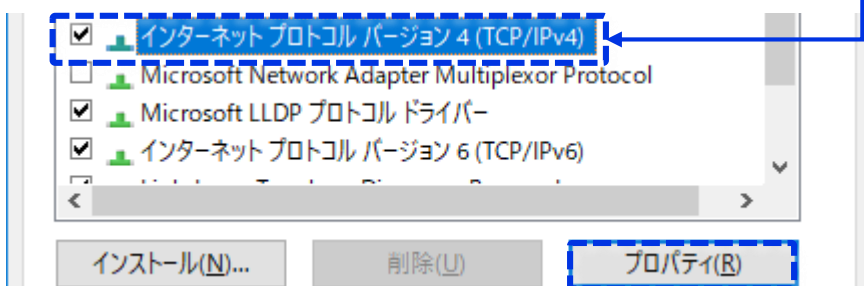 インターネット プロトコル バージョン 4 (TCP/IPv4)
Microsoft Network Adapter Multiplexor Protocol
Microsoft LLDP プロトコル ドライバー
インターネット プロトコル バージョン 6 (TCP/IPv6)
インストール(N)...
削除(U)
プロパティ(R)